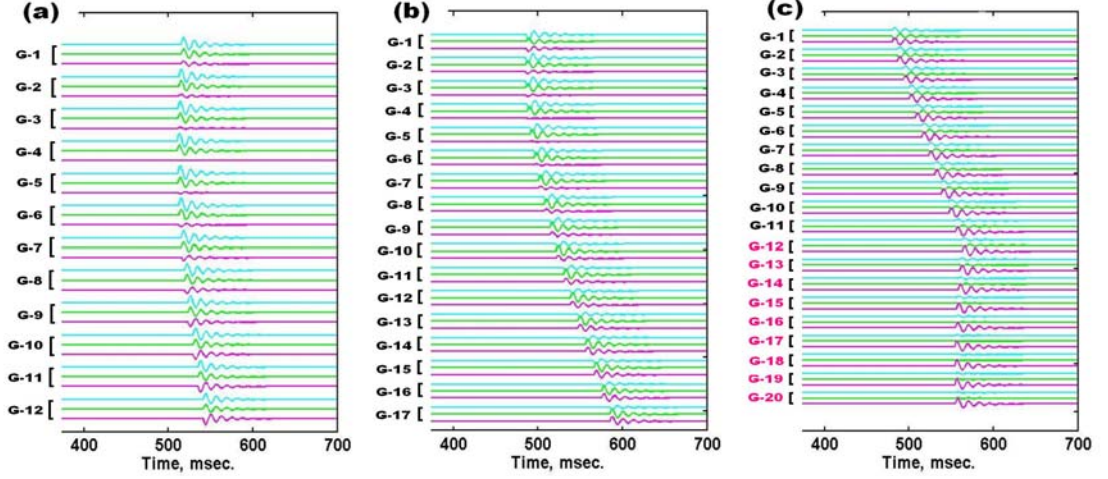 (a)
G-1 [
G-2 [
G-3 [
G-4 [
G-5 [
G-6 [
G-7 [
G-8 [
G-9 [
G-10 [
G-11 [
G-12 [
400 500 600 700
Time, msec.
(b)
G-1 [
G-2 [
G-3 [
G-4 [
G-5 [
G-6 [
G-7 [
G-8 [
G-9 [
G-10 [
G-11 [
G-12 [
G-13 [
G-14 [
G-15 [
G-16 [
G-17 [
400 500 600 700
Time, msec.
(c)
G-1 [
G-2 [
G-3 [
G-4 [
G-5 [
G-6 [
G-7 [
G-8 [
G-9 [
G-10 [
G-11 [
G-12 [
G-13 [
G-14 [
G-15 [
G-16 [
G-17 [
G-18 [
G-19 [
G-20 [
400 500 600 700
Time, msec.